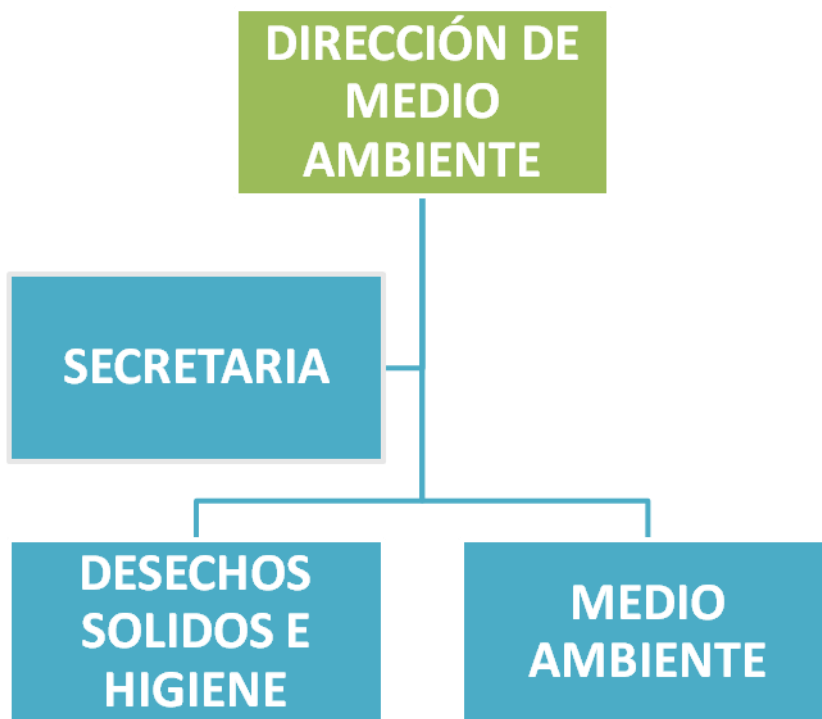 DIRECCIÓN DE
MEDIO
AMBIENTE
SECRETARIA
DESECHOS
SOLIDOS E
HIGIENE
MEDIO
AMBIENTE